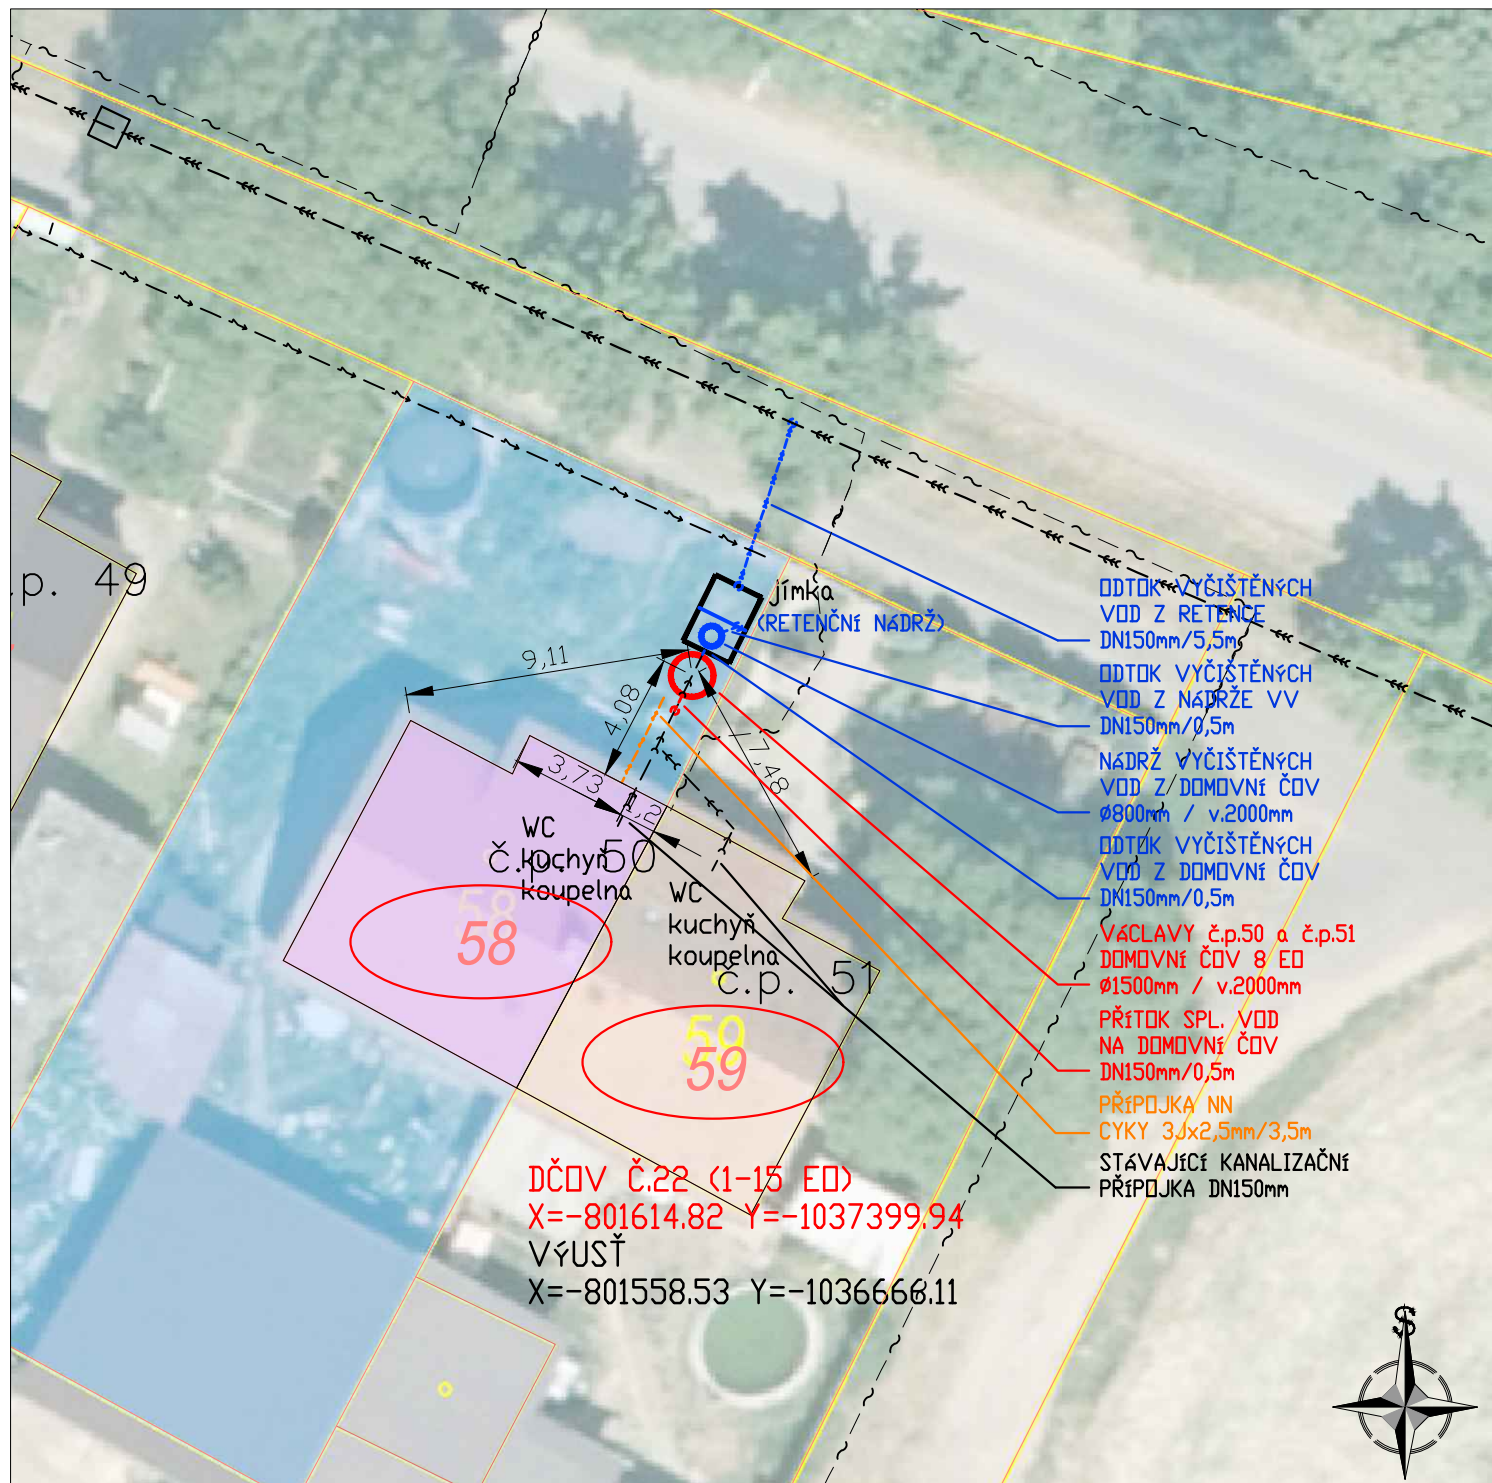 č.p. 49
9,11
4,08
7,48
3,73
1,2
jímka
(RETENČNÍ NÁDRŽ)
WC
kuchyň
koupelna
č.p. 50
WC
kuchyň
koupelna
č.p. 51
58
58
59
59
ODTOK VYČIŠTĚNÝCH
VOD Z RETENCE
DN150mm/5,5m
ODTOK VYČIŠTĚNÝCH
VOD Z NÁDRŽE VV
DN150mm/0,5m
NÁDRŽ VYČIŠTĚNÝCH
VOD Z DOMOVNÍ ČOV
Ø800mm / v.2000mm
ODTOK VYČIŠTĚNÝCH
VOD Z DOMOVNÍ ČOV
DN150mm/0,5m
VÁCLAVY č.p.50 a č.p.51
DOMOVNÍ ČOV 8 EO
Ø1500mm / v.2000mm
PŘÍTOK SPL. VOD
NA DOMOVNÍ ČOV
DN150mm/0,5m
PŘÍPOJKA NN
CYKY 3Jx2,5mm/3,5m
STÁVAJÍCÍ KANALIZAČNÍ
PŘÍPOJKA DN150mm
DČOV Č.22 (1-15 EO)
X=-801614.82 Y=-1037399.94
VÝUSŤ
X=-801558.53 Y=-1036666.11
S